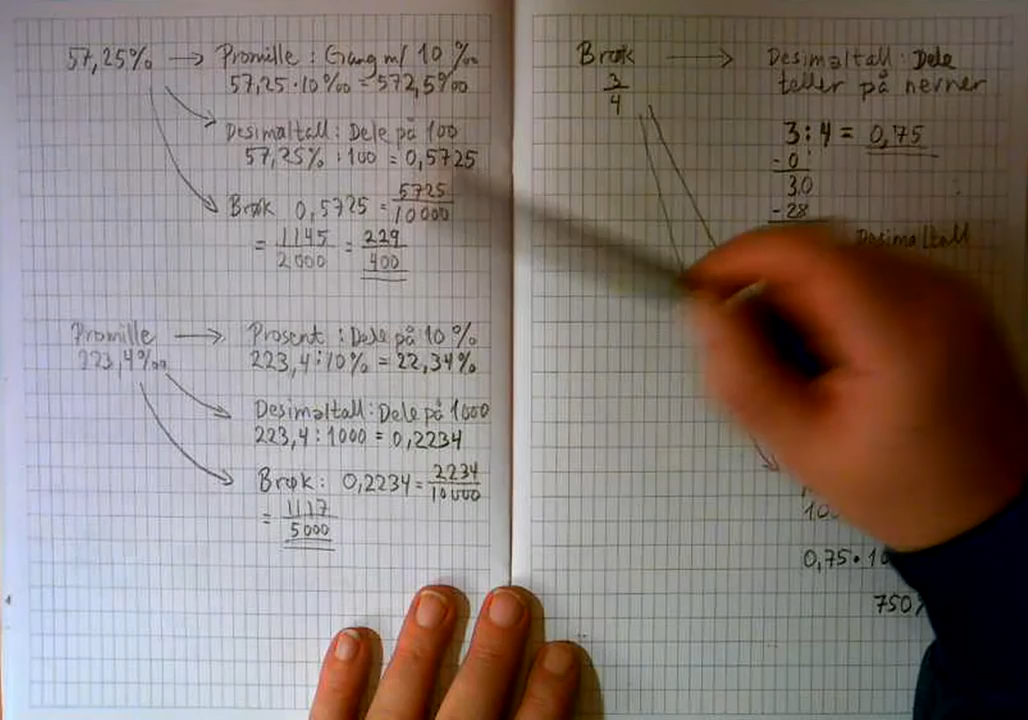 57,25% → Promille : Gang m/ 10 ‰
57,25 · 10‰ = 572,5‰
Desimaltall : Dele på 100
57,25% : 100 = 0,5725
Brøk 0,5725 = 5725/10000
= 1145/2000 = 229/400
Promille → Prosent : Dele på 10 %
223,4‰ 223,4 : 10% = 22,34%
Desimaltall : Dele på 1000
223,4 : 1000 = 0,2234
Brøk : 0,2234 = 2234/10000
= 1117/5000
Brøk → Desimaltall : Dele
3/4 teller på nevner
3 : 4 = 0,75
- 0
30
- 28
Desimaltall
10
0,75 · 10
750